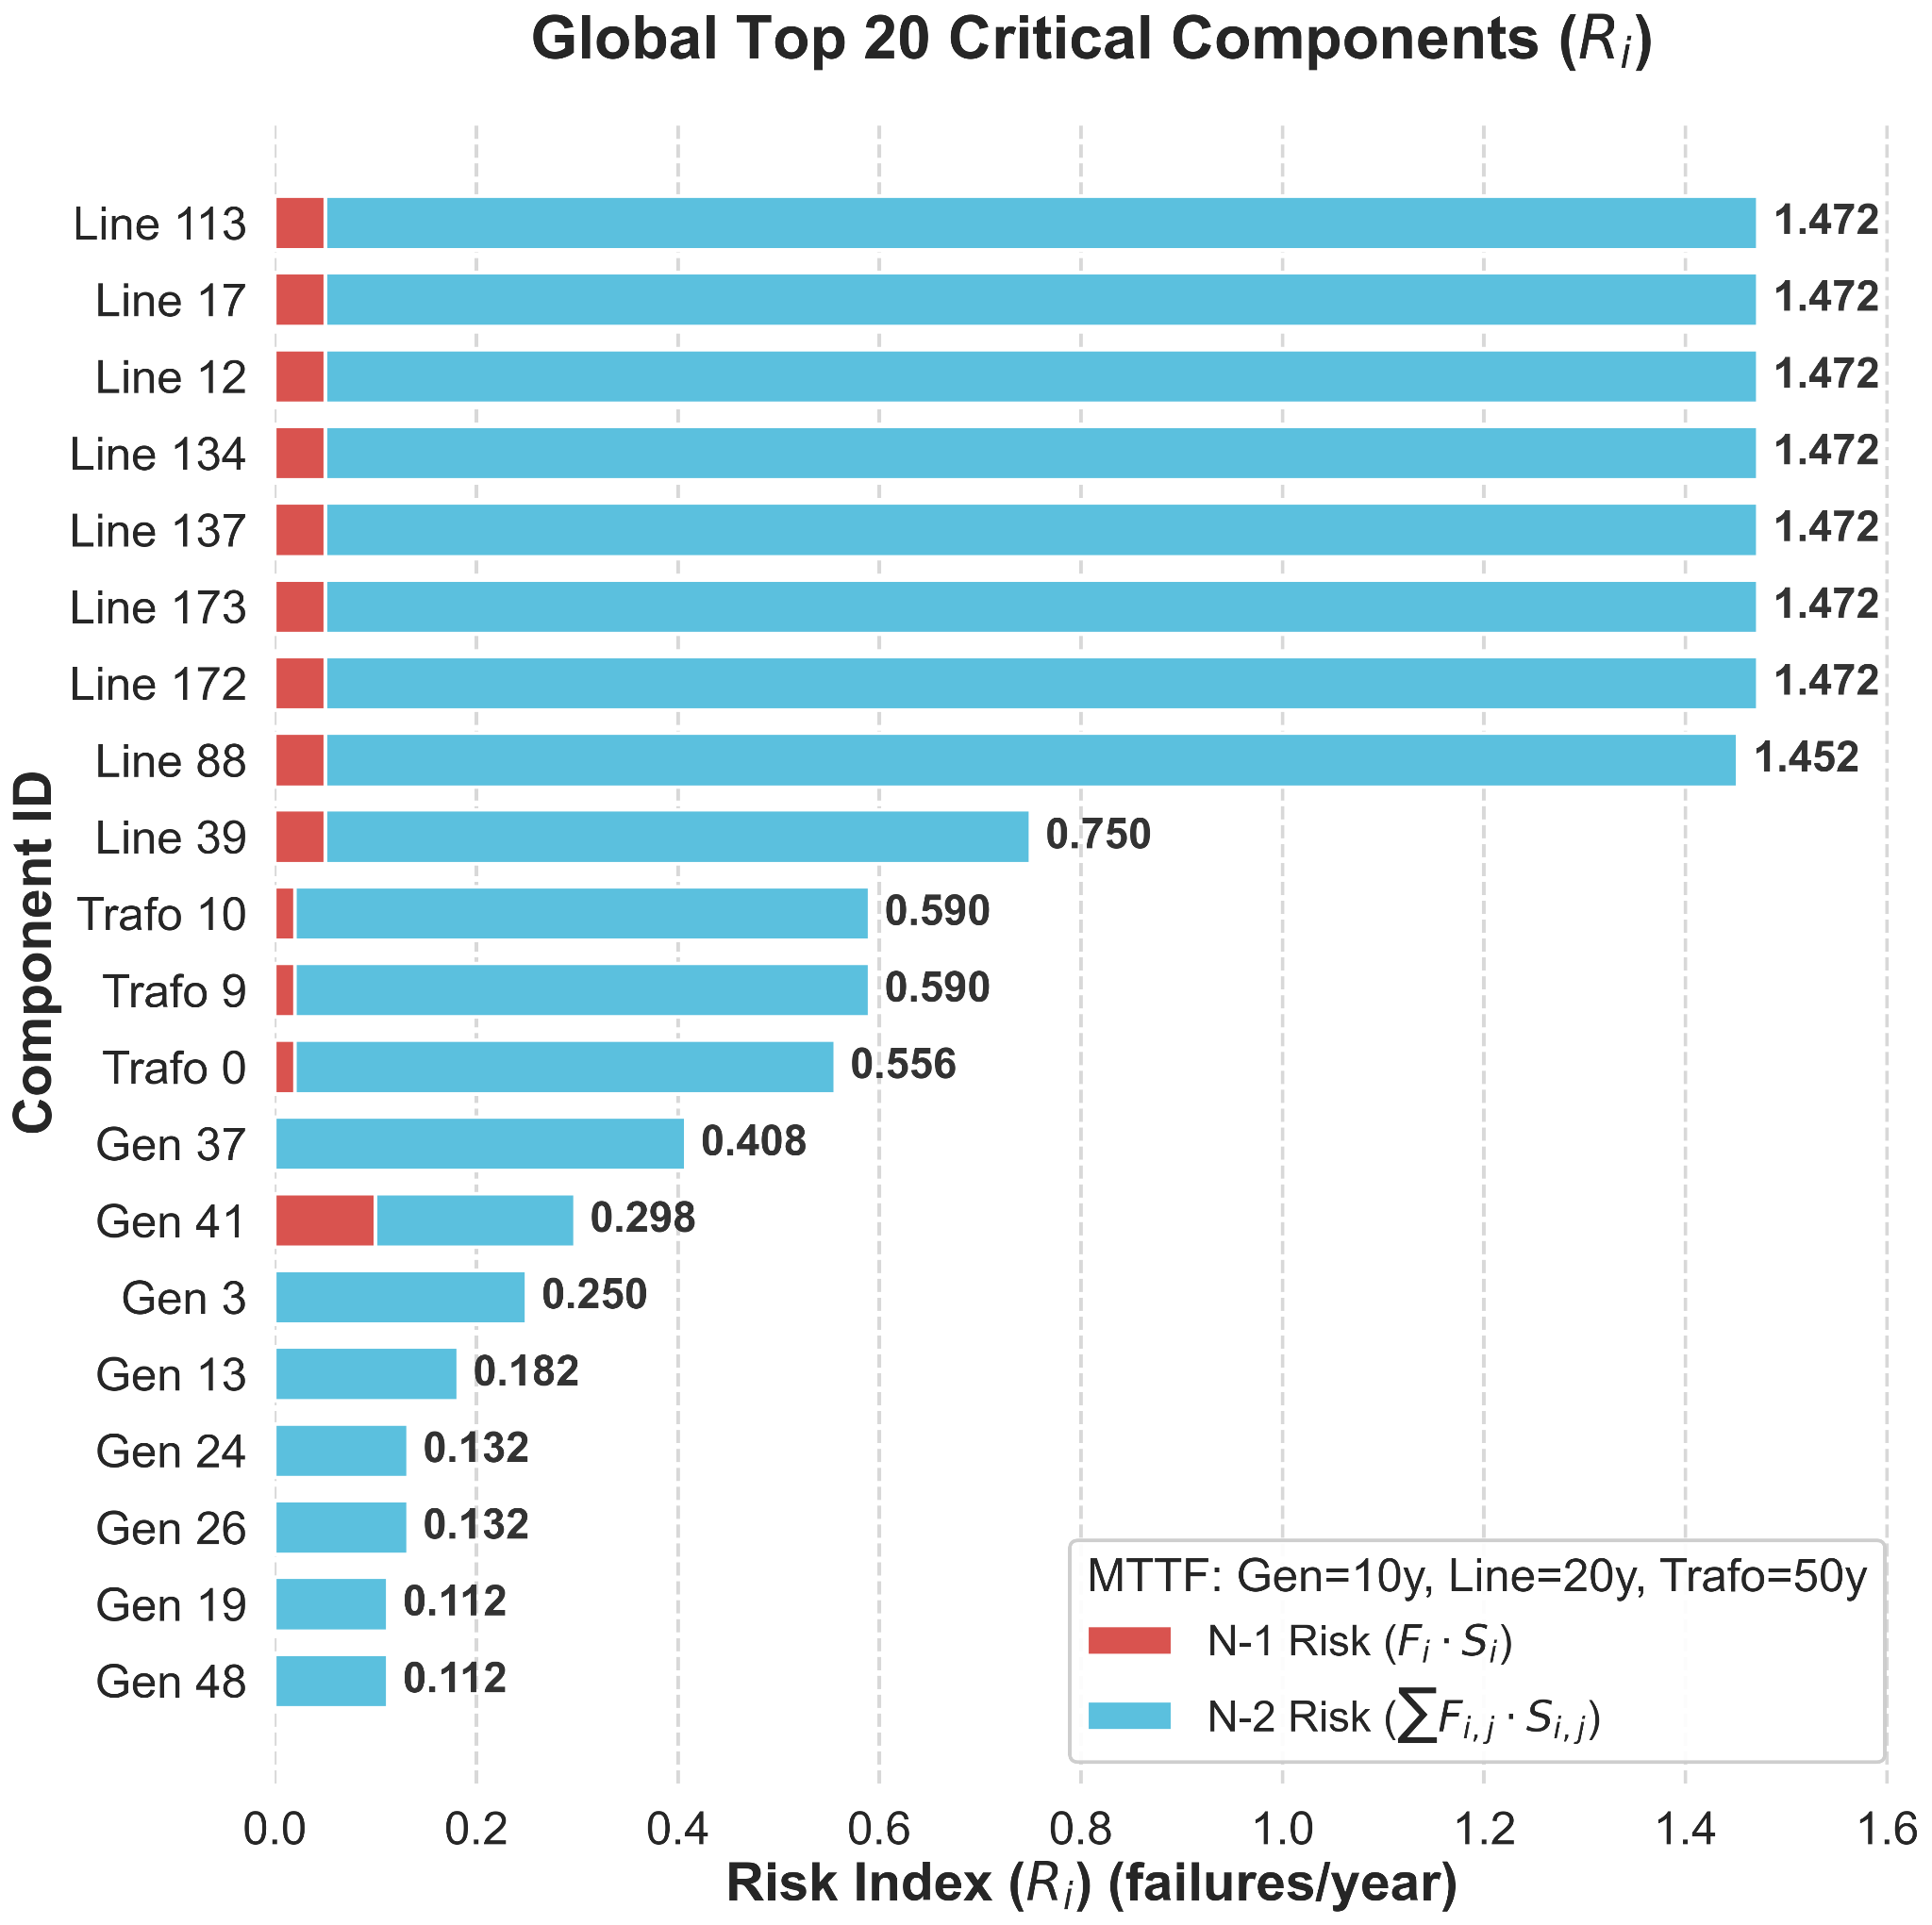 Global Top 20 Critical Components (R_i)
Component ID
Line 113 1.472
Line 17 1.472
Line 12 1.472
Line 134 1.472
Line 137 1.472
Line 173 1.472
Line 172 1.472
Line 88 1.452
Line 39 0.750
Trafo 10 0.590
Trafo 9 0.590
Trafo 0 0.556
Gen 37 0.408
Gen 41 0.298
Gen 3 0.250
Gen 13 0.182
Gen 24 0.132
Gen 26 0.132
Gen 19 0.112
Gen 48 0.112
MTTF: Gen=10y, Line=20y, Trafo=50y
N-1 Risk (F_i · S_i)
N-2 Risk (∑F_{i,j} · S_{i,j})
0.0 0.2 0.4 0.6 0.8 1.0 1.2 1.4 1.6
Risk Index (R_i) (failures/year)